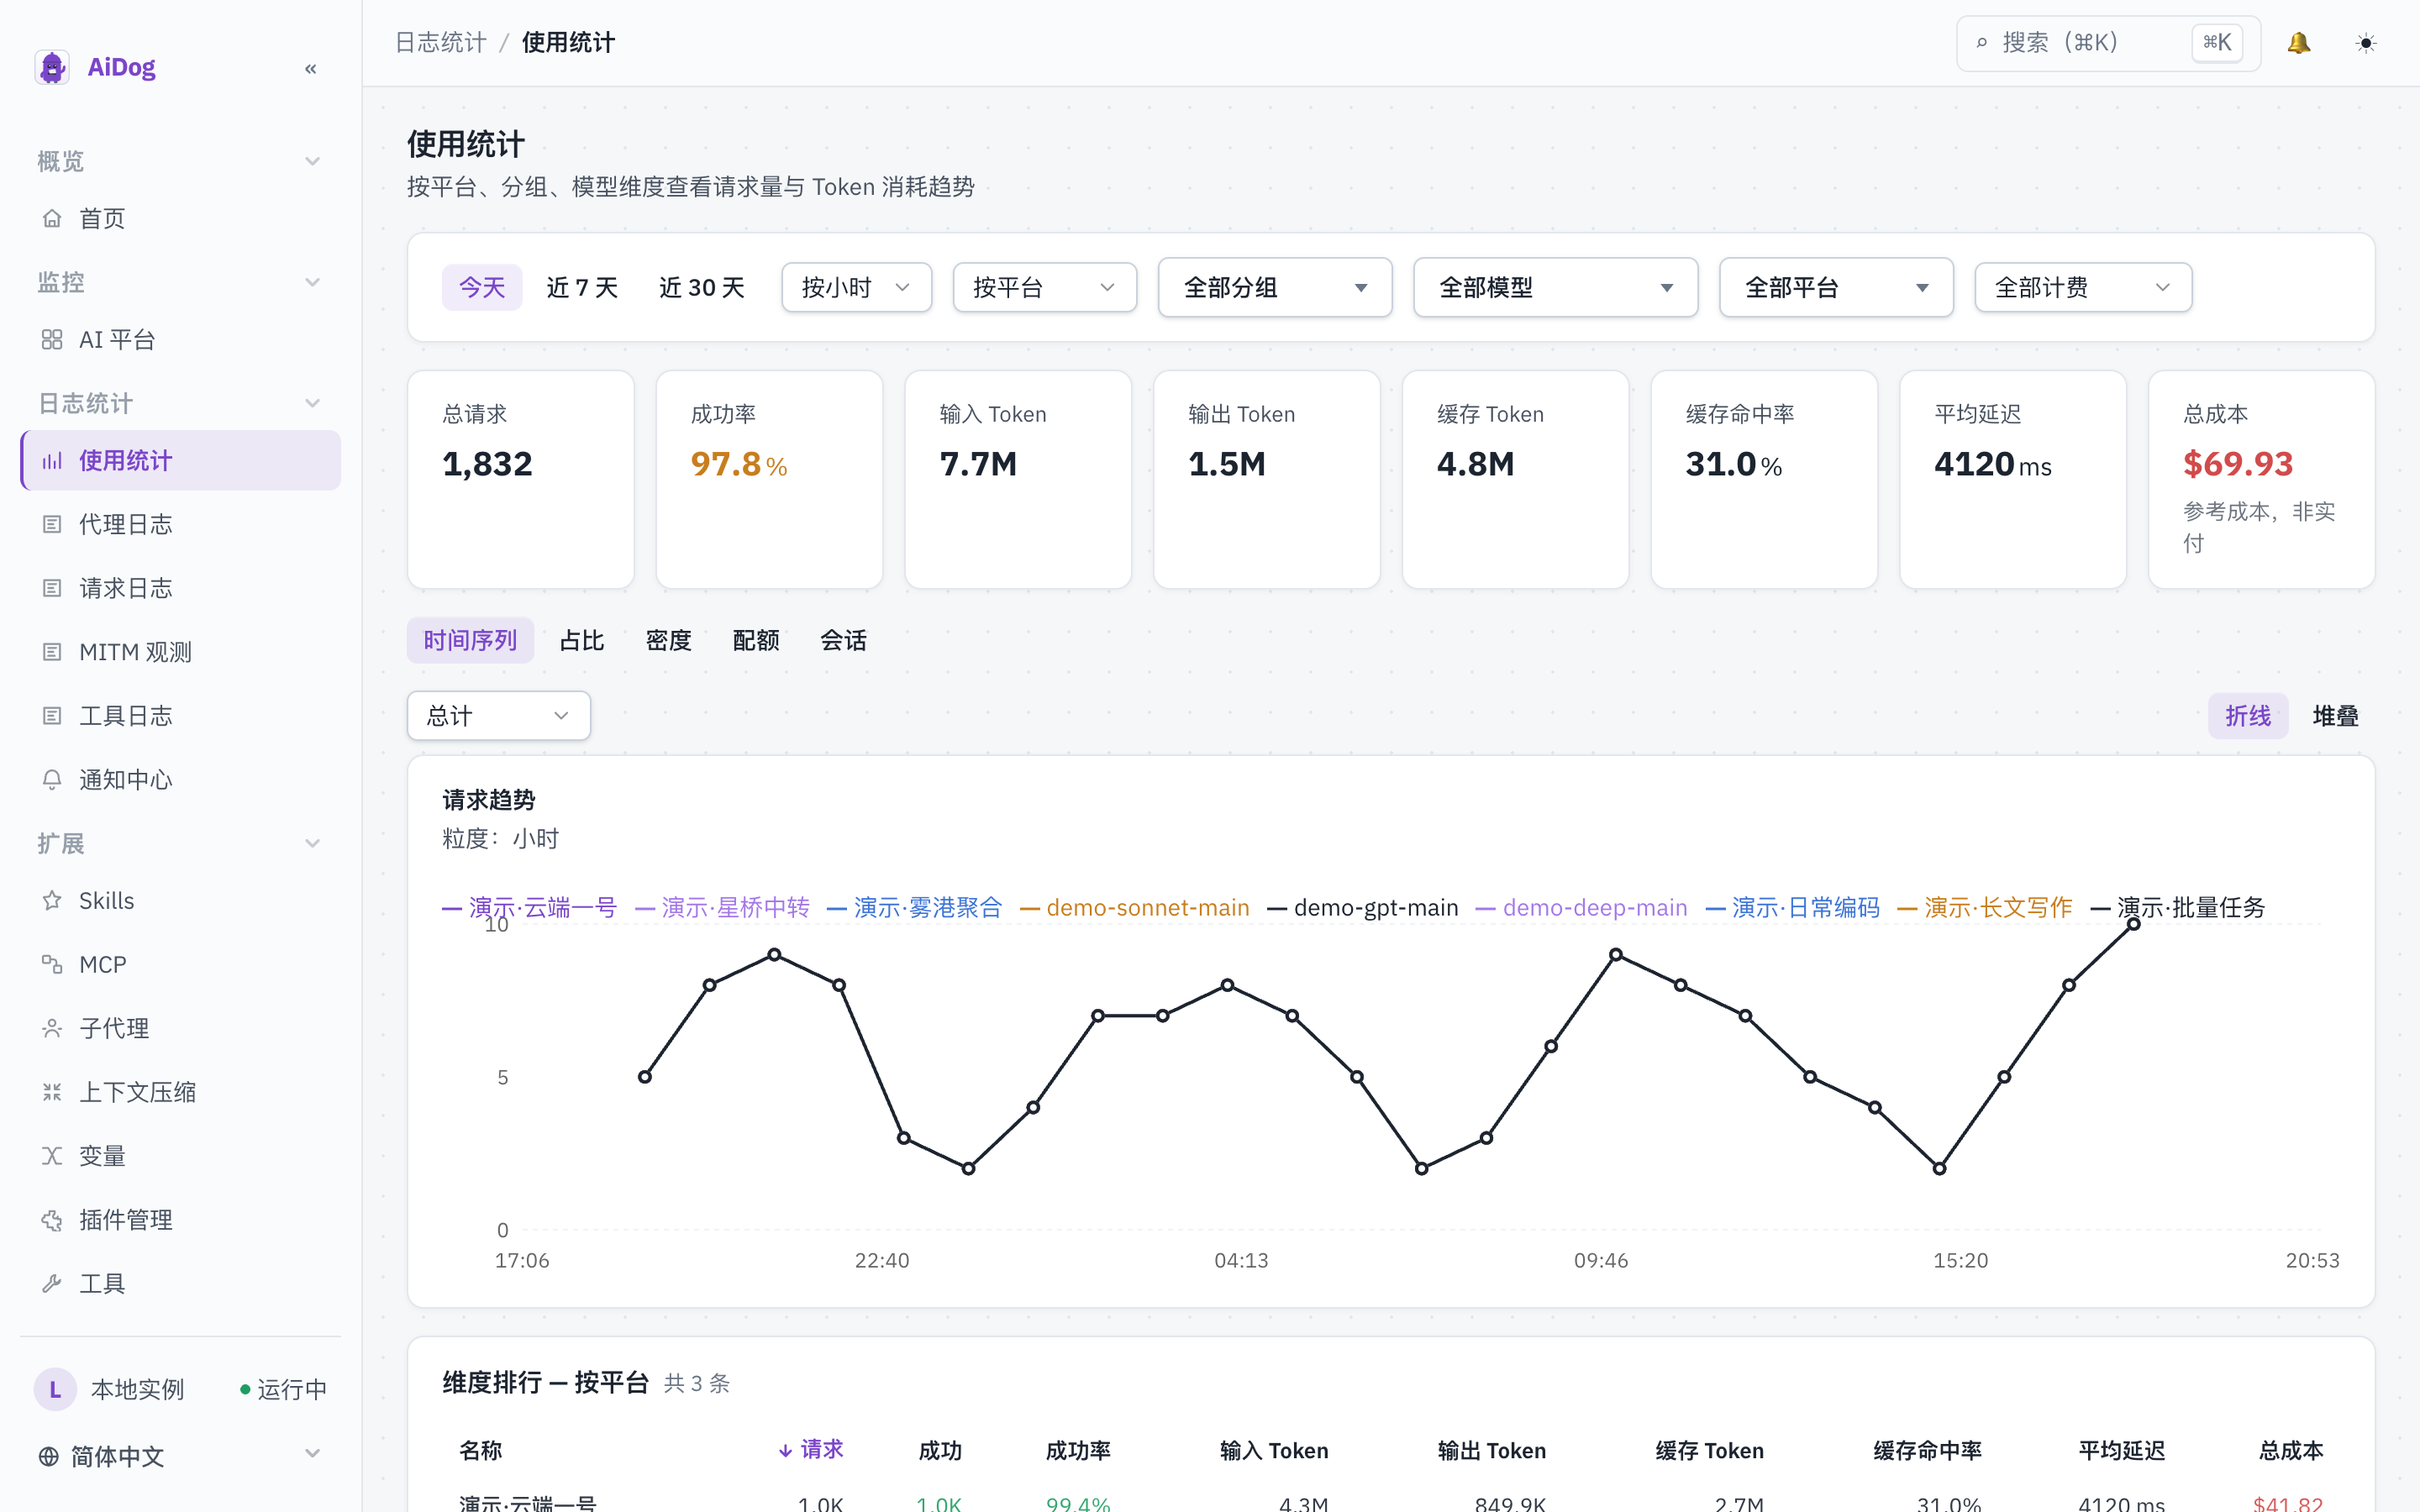 AiDog
«
概览
首页
监控
AI 平台
日志统计
使用统计
代理日志
请求日志
MITM 观测
工具日志
通知中心
扩展
Skills
MCP
子代理
上下文压缩
变量
插件管理
工具
L 本地实例 运行中
简体中文
日志统计 / 使用统计
搜索（⌘K） ⌘K
使用统计
按平台、分组、模型维度查看请求量与 Token 消耗趋势
今天 近 7 天 近 30 天 按小时 按平台 全部分组 全部模型 全部平台 全部计费
总请求
1,832
成功率
97.8 %
输入 Token
7.7M
输出 Token
1.5M
缓存 Token
4.8M
缓存命中率
31.0 %
平均延迟
4120 ms
总成本
$69.93
参考成本，非实
付
时间序列 占比 密度 配额 会话
总计 折线 堆叠
请求趋势
粒度：小时
演示·云端一号 演示·星桥中转 演示·雾港聚合 demo-sonnet-main demo-gpt-main demo-deep-main 演示·日常编码 演示·长文写作 演示·批量任务
10
5
0
17:06 22:40 04:13 09:46 15:20 20:53
维度排行 — 按平台 共 3 条
名称 ↓ 请求 成功 成功率 输入 Token 输出 Token 缓存 Token 缓存命中率 平均延迟 总成本
演示·云端一号 1.0K 1.0K 99.4% 4.3M 849.9K 2.7M 31.0% 4120 ms $41.82